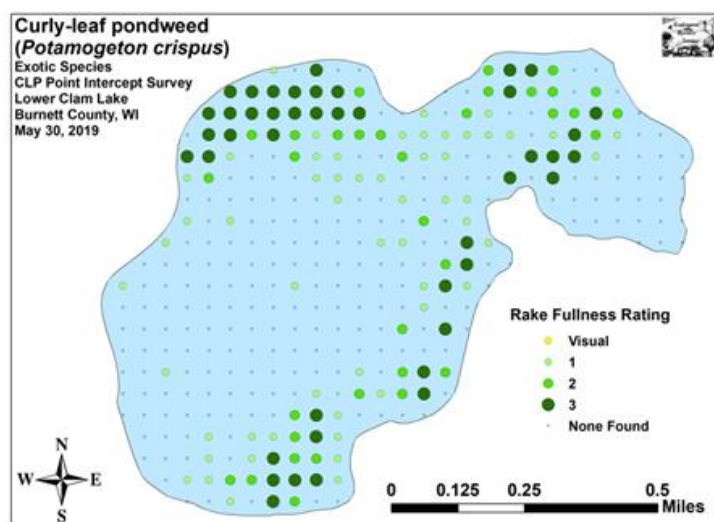 Curly-leaf pondweed
(Potamogeton crispus)
Exotic Species
CLP Point Intercept Survey
Lower Clam Lake
Burnett County, WI
May 30, 2019
Rake Fullness Rating
Visual
1
2
3
None Found
N
W E
S
0 0.125 0.25 0.5
Miles